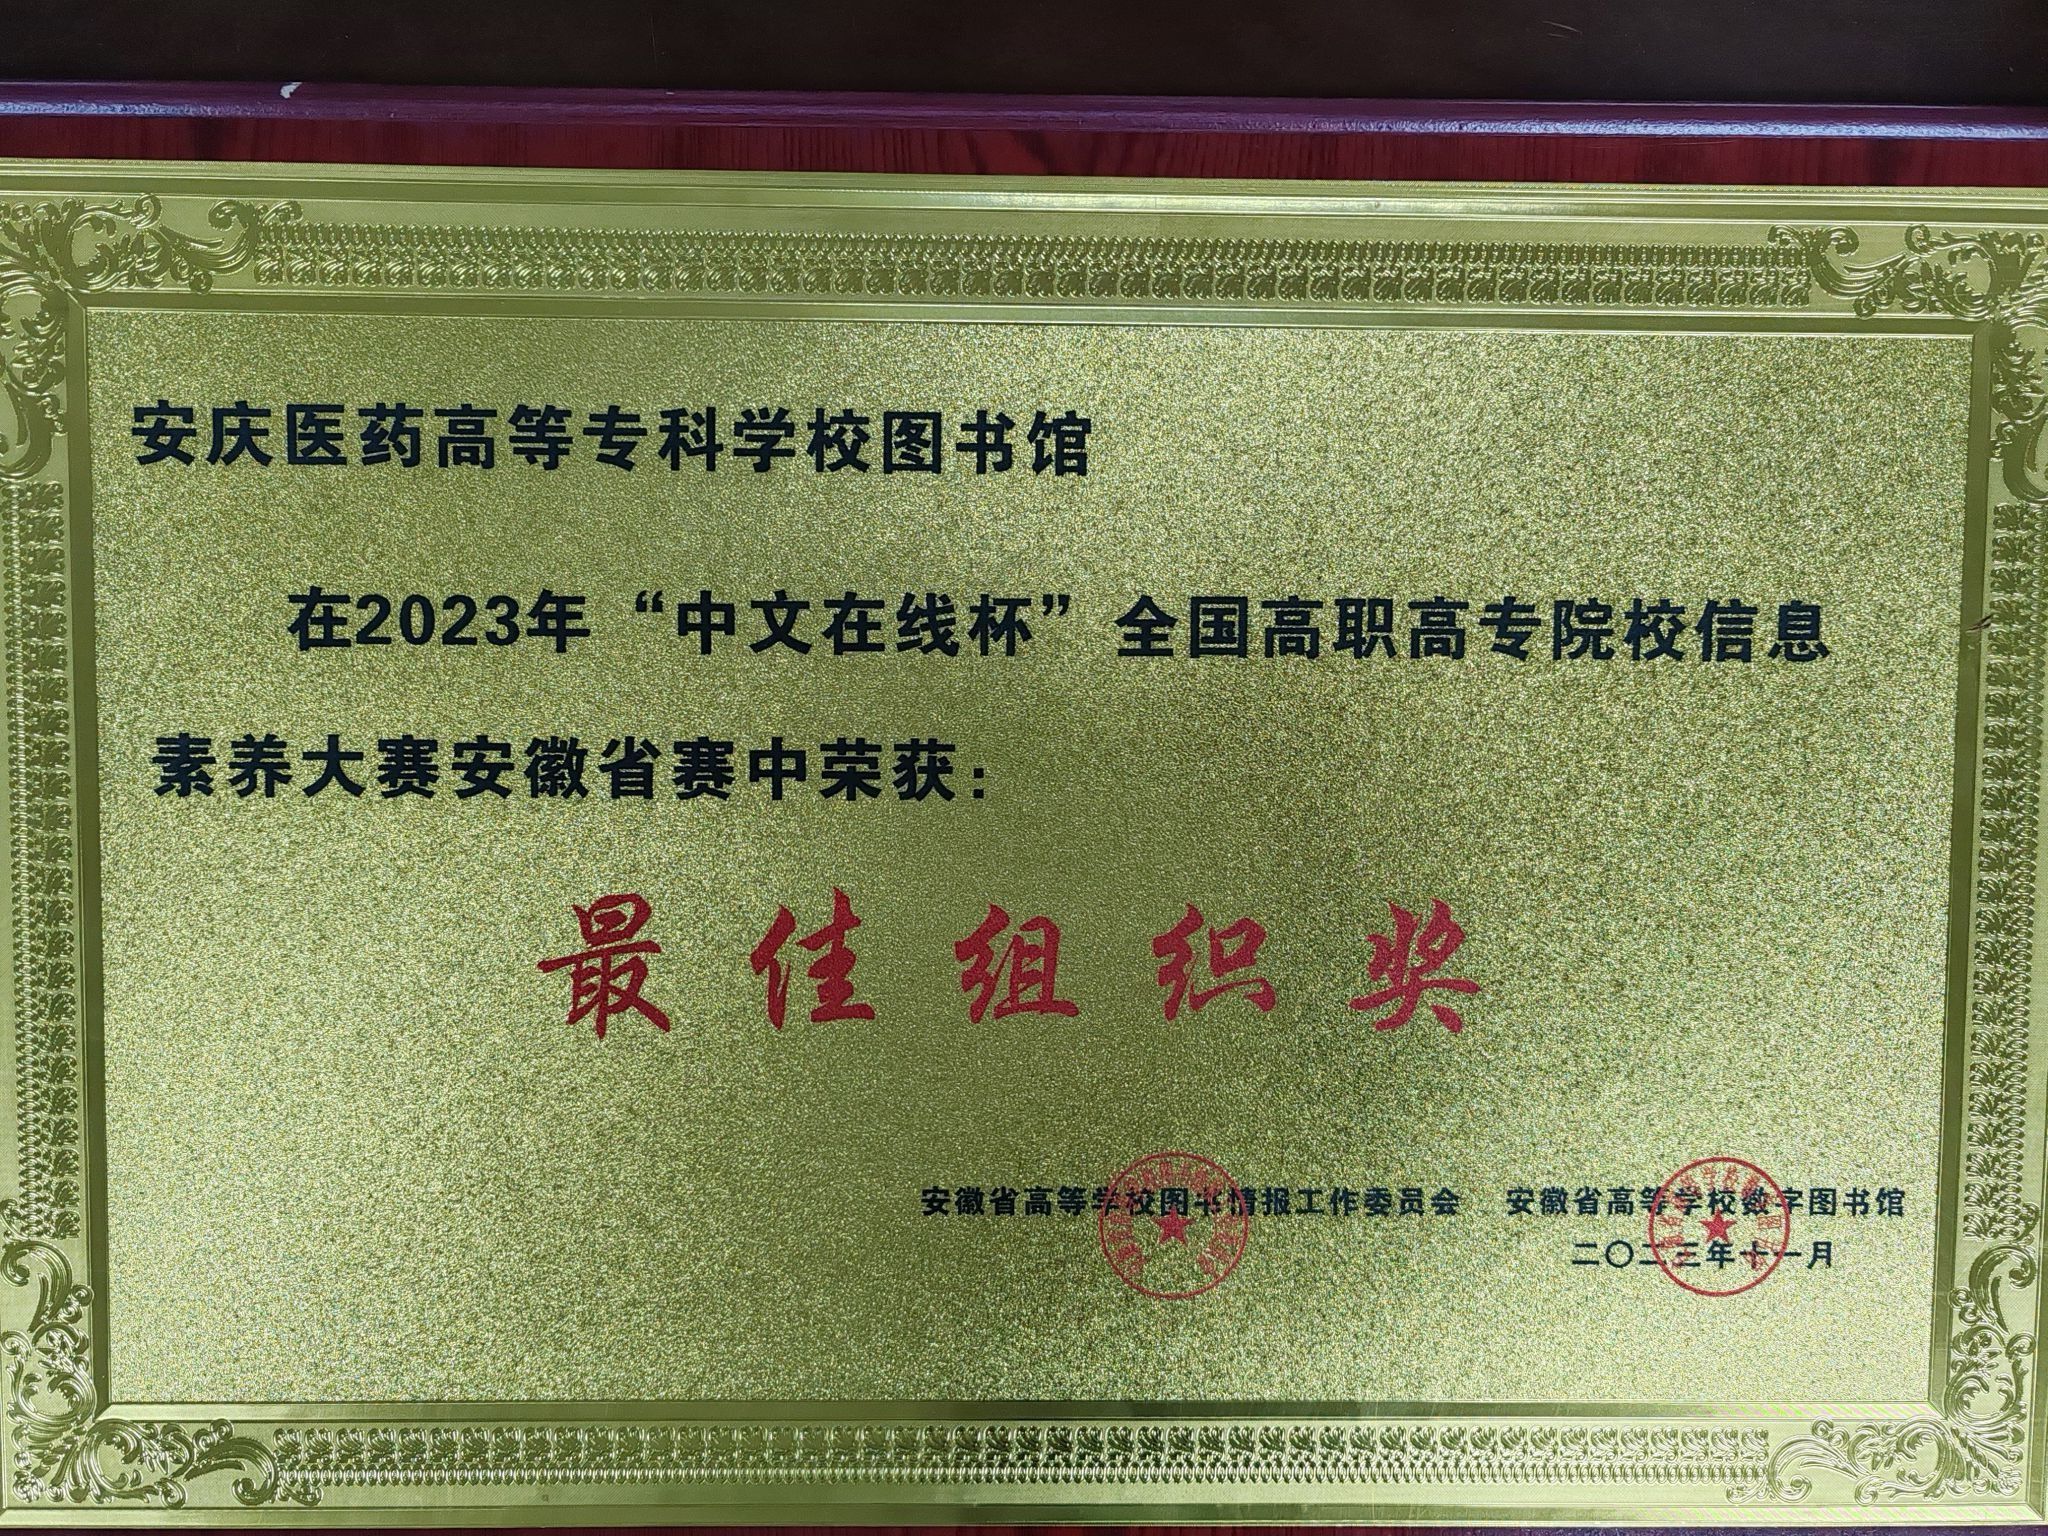 安庆医药高等专科学校图书馆
在2023年“中文在线杯”全国高职高专院校信息
素养大赛安徽省赛中荣获：
最佳组织奖
安徽省高等学校图书情报工作委员会 安徽省高等学校数字图书馆
二〇二三年十一月